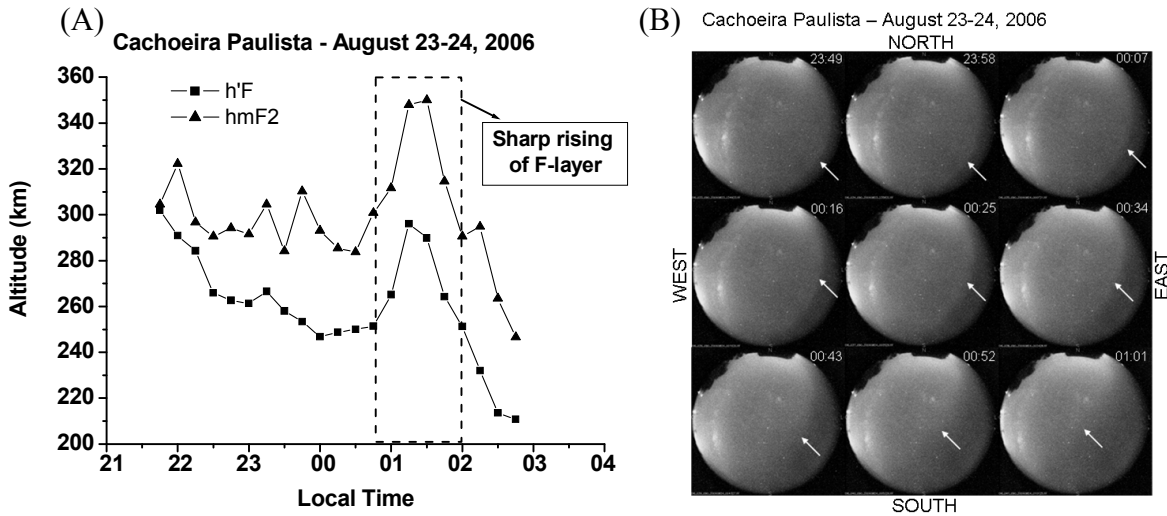 (A)
Cachoeira Paulista - August 23-24, 2006
360
340
320
300
280
260
240
220
200
Altitude (km)
h'F
hmF2
Sharp rising
of F-layer
21 22 23 00 01 02 03 04
Local Time
(B) Cachoeira Paulista – August 23-24, 2006
NORTH
23:49 23:58 00:07
00:16 00:25 00:34
WEST
EAST
00:43 00:52 01:01
SOUTH